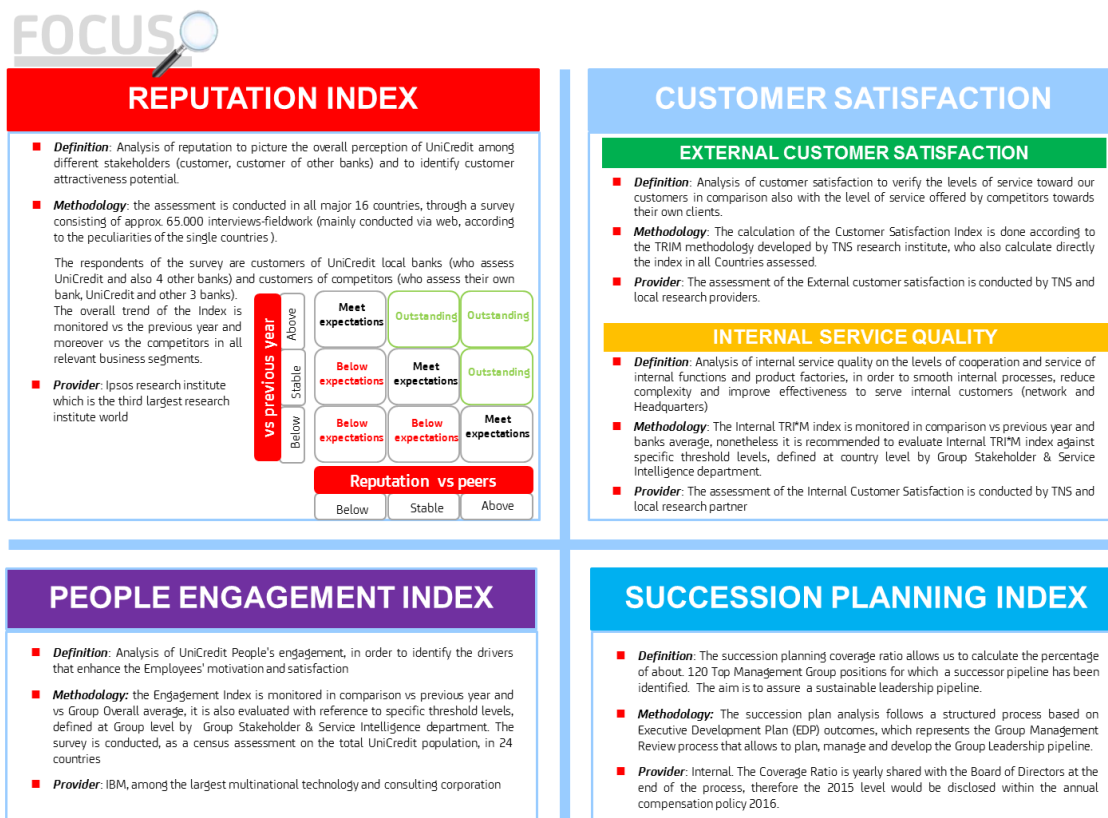 FOCUS
REPUTATION INDEX
■ Definition: Analysis of reputation to picture the overall perception of UniCredit among
different stakeholders (customer, customer of other banks) and to identify customer
attractiveness potential.
■ Methodology: the assessment is conducted in all major 16 countries, through a survey
consisting of approx. 65.000 interviews-fieldwork (mainly conducted via web, according
to the peculiarities of the single countries ).
The respondents of the survey are customers of UniCredit local banks (who assess
UniCredit and also 4 other banks) and customers of competitors (who assess their own
bank, UniCredit and other 3 banks).
The overall trend of the Index is
monitored vs the previous year and
moreover vs the competitors in all
relevant business segments.
■ Provider: Ipsos research institute
which is the third largest research
institute world
vs previous year
Above
Meet
expectations
Outstanding
Outstanding
Stable
Below
expectations
Meet
expectations
Outstanding
Below
Below
expectations
Below
expectations
Meet
expectations
Reputation vs peers
Below
Stable
Above
CUSTOMER SATISFACTION
EXTERNAL CUSTOMER SATISFACTION
■ Definition: Analysis of customer satisfaction to verify the levels of service toward our
customers in comparison also with the level of service offered by competitors towards
their own clients.
■ Methodology: The calculation of the Customer Satisfaction Index is done according to
the TRIM methodology developed by TNS research institute, who also calculate directly
the index in all Countries assessed.
■ Provider: The assessment of the External customer satisfaction is conducted by TNS and
local research providers.
INTERNAL SERVICE QUALITY
■ Definition: Analysis of internal service quality on the levels of cooperation and service of
internal functions and product factories, in order to smooth internal processes, reduce
complexity and improve effectiveness to serve internal customers (network and
Headquarters)
■ Methodology: The Internal TRI*M index is monitored in comparison vs previous year and
banks average, nonetheless it is recommended to evaluate Internal TRI*M index against
specific threshold levels, defined at country level by Group Stakeholder & Service
Intelligence department.
■ Provider: The assessment of the Internal Customer Satisfaction is conducted by TNS and
local research partner
PEOPLE ENGAGEMENT INDEX
■ Definition: Analysis of UniCredit People's engagement, in order to identify the drivers
that enhance the Employees' motivation and satisfaction
■ Methodology: the Engagement Index is monitored in comparison vs previous year and
vs Group Overall average, it is also evaluated with reference to specific threshold levels,
defined at Group level by Group Stakeholder & Service Intelligence department. The
survey is conducted, as a census assessment on the total UniCredit population, in 24
countries
■ Provider: IBM, among the largest multinational technology and consulting corporation
SUCCESSION PLANNING INDEX
■ Definition: The succession planning coverage ratio allows us to calculate the percentage
of about. 120 Top Management Group positions for which a successor pipeline has been
identified. The aim is to assure a sustainable leadership pipeline.
■ Methodology: The succession plan analysis follows a structured process based on
Executive Development Plan (EDP) outcomes, which represents the Group Management
Review process that allows to plan, manage and develop the Group Leadership pipeline.
■ Provider: Internal. The Coverage Ratio is yearly shared with the Board of Directors at the
end of the process, therefore the 2015 level would be disclosed within the annual
compensation policy 2016.